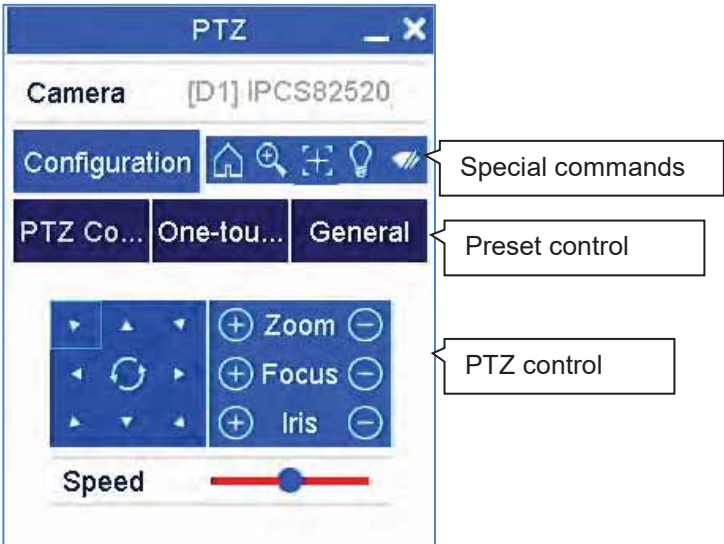 PTZ
Camera [D1] IPCS82520
Configuration
Special commands
PTZ Co... One-tou... General
Preset control
Zoom
Focus
PTZ control
Iris
Speed